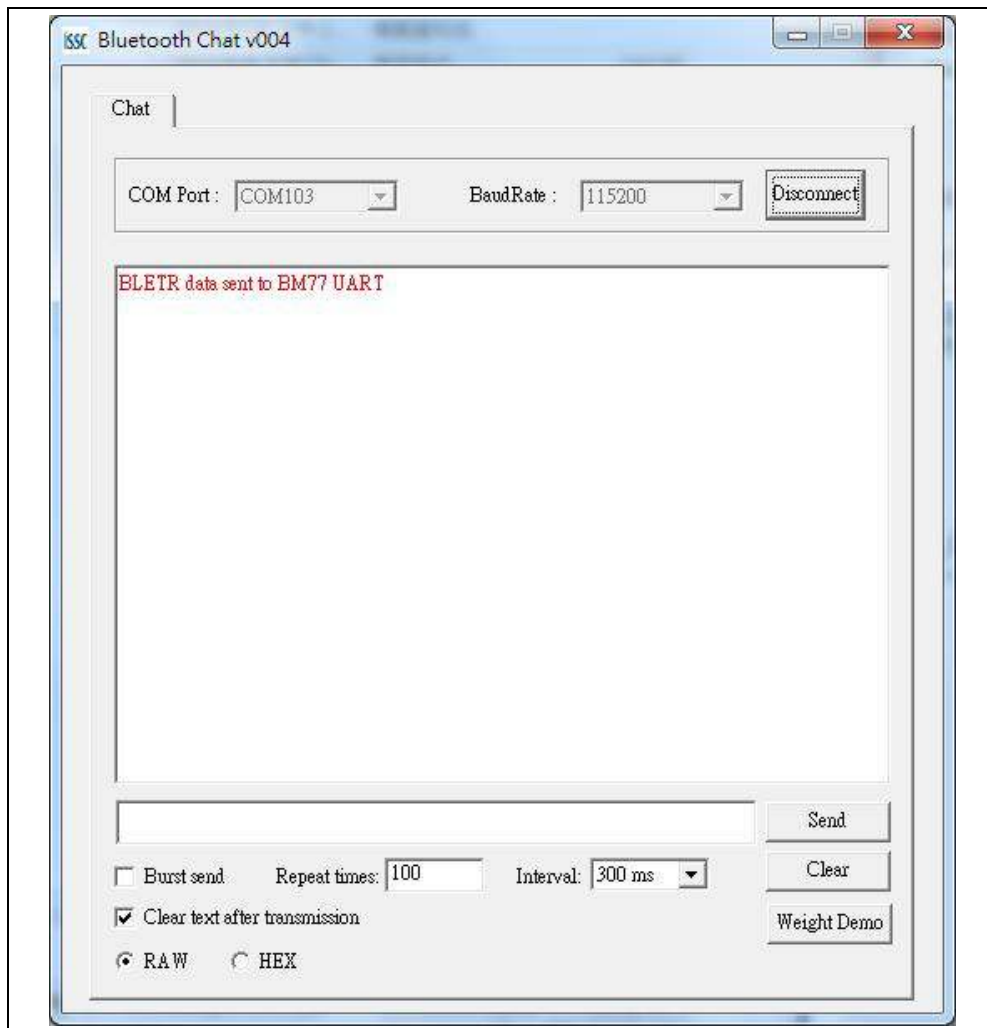 ISSC Bluetooth Chat v004
Chat
COM Port : COM103 BaudRate : 115200 Disconnect
BLETR data sent to BM77 UART
Send
Burst send Repeat times: 100 Interval: 300 ms Clear
Clear text after transmission Weight Demo
RAW HEX